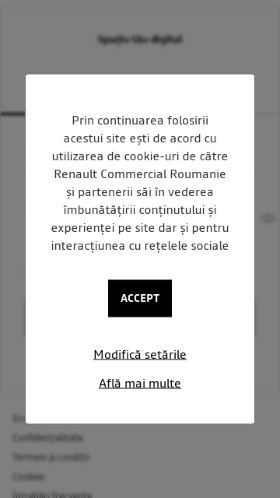 Spațiu tău digital
Prin continuarea folosirii
acestui site ești de acord cu
utilizarea de cookie-uri de către
Renault Commercial Roumanie
și partenerii săi în vederea
îmbunătățirii conținutului și
experienței pe site dar și pentru
interacțiunea cu rețelele sociale
ACCEPT
Modifică setările
Află mai multe
Confidențialitate
Termeni și condiții
Cookies
Întrebări frecvente